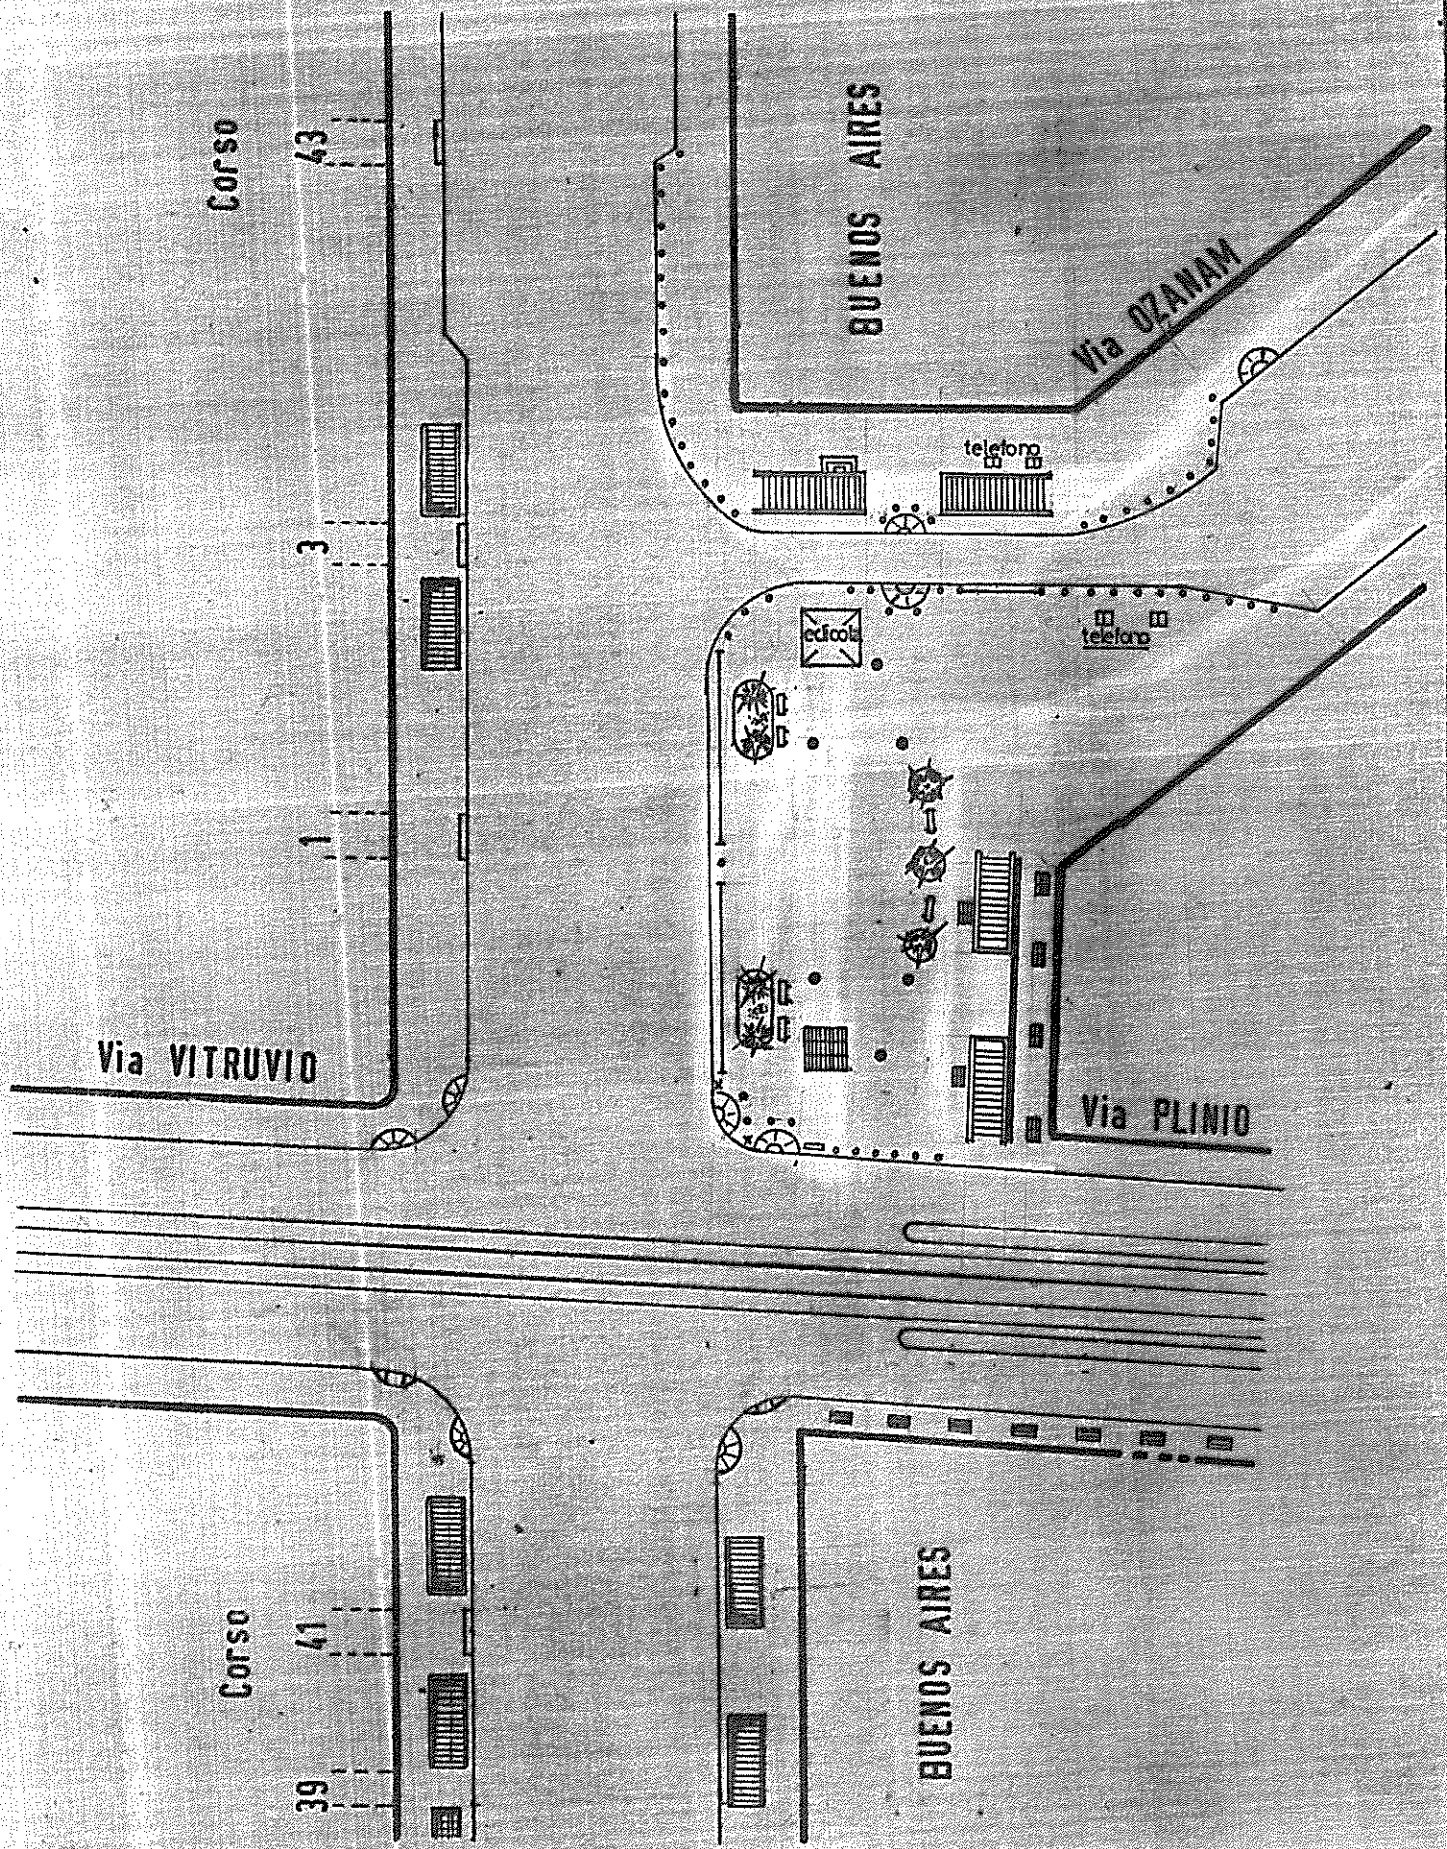 Corso
43
BUENOS AIRES
Via OZANAM
telefono
3
edicola
telefono
1
Via VITRUVIO
Via PLINIO
Corso
41
BUENOS AIRES
39